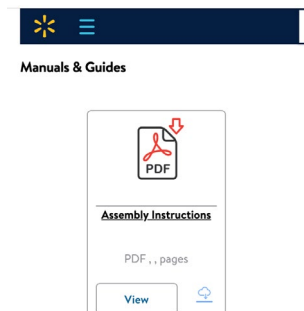 Manuals & Guides
PDF
Assembly Instructions
PDF , , pages
View